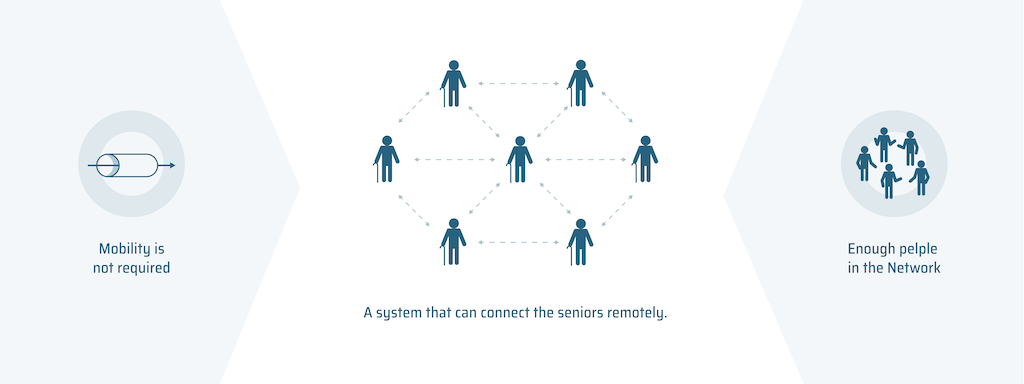 Mobility is
not required
A system that can connect the seniors remotely.
Enough pelple
in the Network